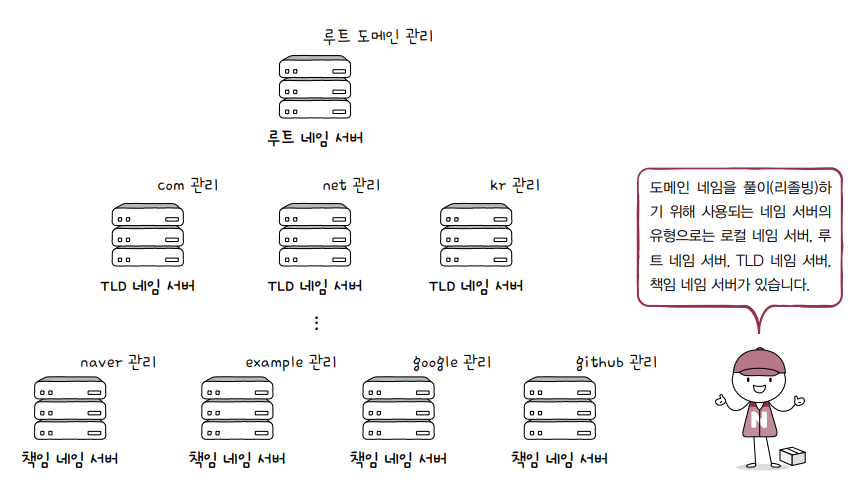 루트 도메인 관리
루트 네임 서버
com 관리
net 관리
kr 관리
TLD 네임 서버
TLD 네임 서버
TLD 네임 서버
⋮
naver 관리
example 관리
google 관리
github 관리
책임 네임 서버
책임 네임 서버
책임 네임 서버
책임 네임 서버
도메인 네임을 풀이(리졸빙)하
기 위해 사용되는 네임 서버의
유형으로는 로컬 네임 서버, 루
트 네임 서버, TLD 네임 서버,
책임 네임 서버가 있습니다.
N